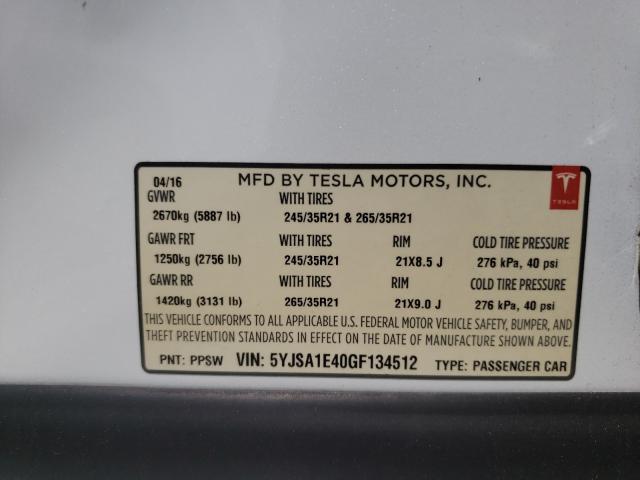 04/16 MFD BY TESLA MOTORS, INC.
GVWR WITH TIRES
2670kg (5887 lb) 245/35R21 & 265/35R21
GAWR FRT WITH TIRES RIM COLD TIRE PRESSURE
1250kg (2756 lb) 245/35R21 21X8.5 J 276 kPa, 40 psi
GAWR RR WITH TIRES RIM COLD TIRE PRESSURE
1420kg (3131 lb) 265/35R21 21X9.0 J 276 kPa, 40 psi
THIS VEHICLE CONFORMS TO ALL APPLICABLE U.S. FEDERAL MOTOR VEHICLE SAFETY, BUMPER, AND
THEFT PREVENTION STANDARDS IN EFFECT ON THE DATE OF MANUFACTURE SHOWN ABOVE.
PNT: PPSW VIN: 5YJSA1E40GF134512 TYPE: PASSENGER CAR
TESLA